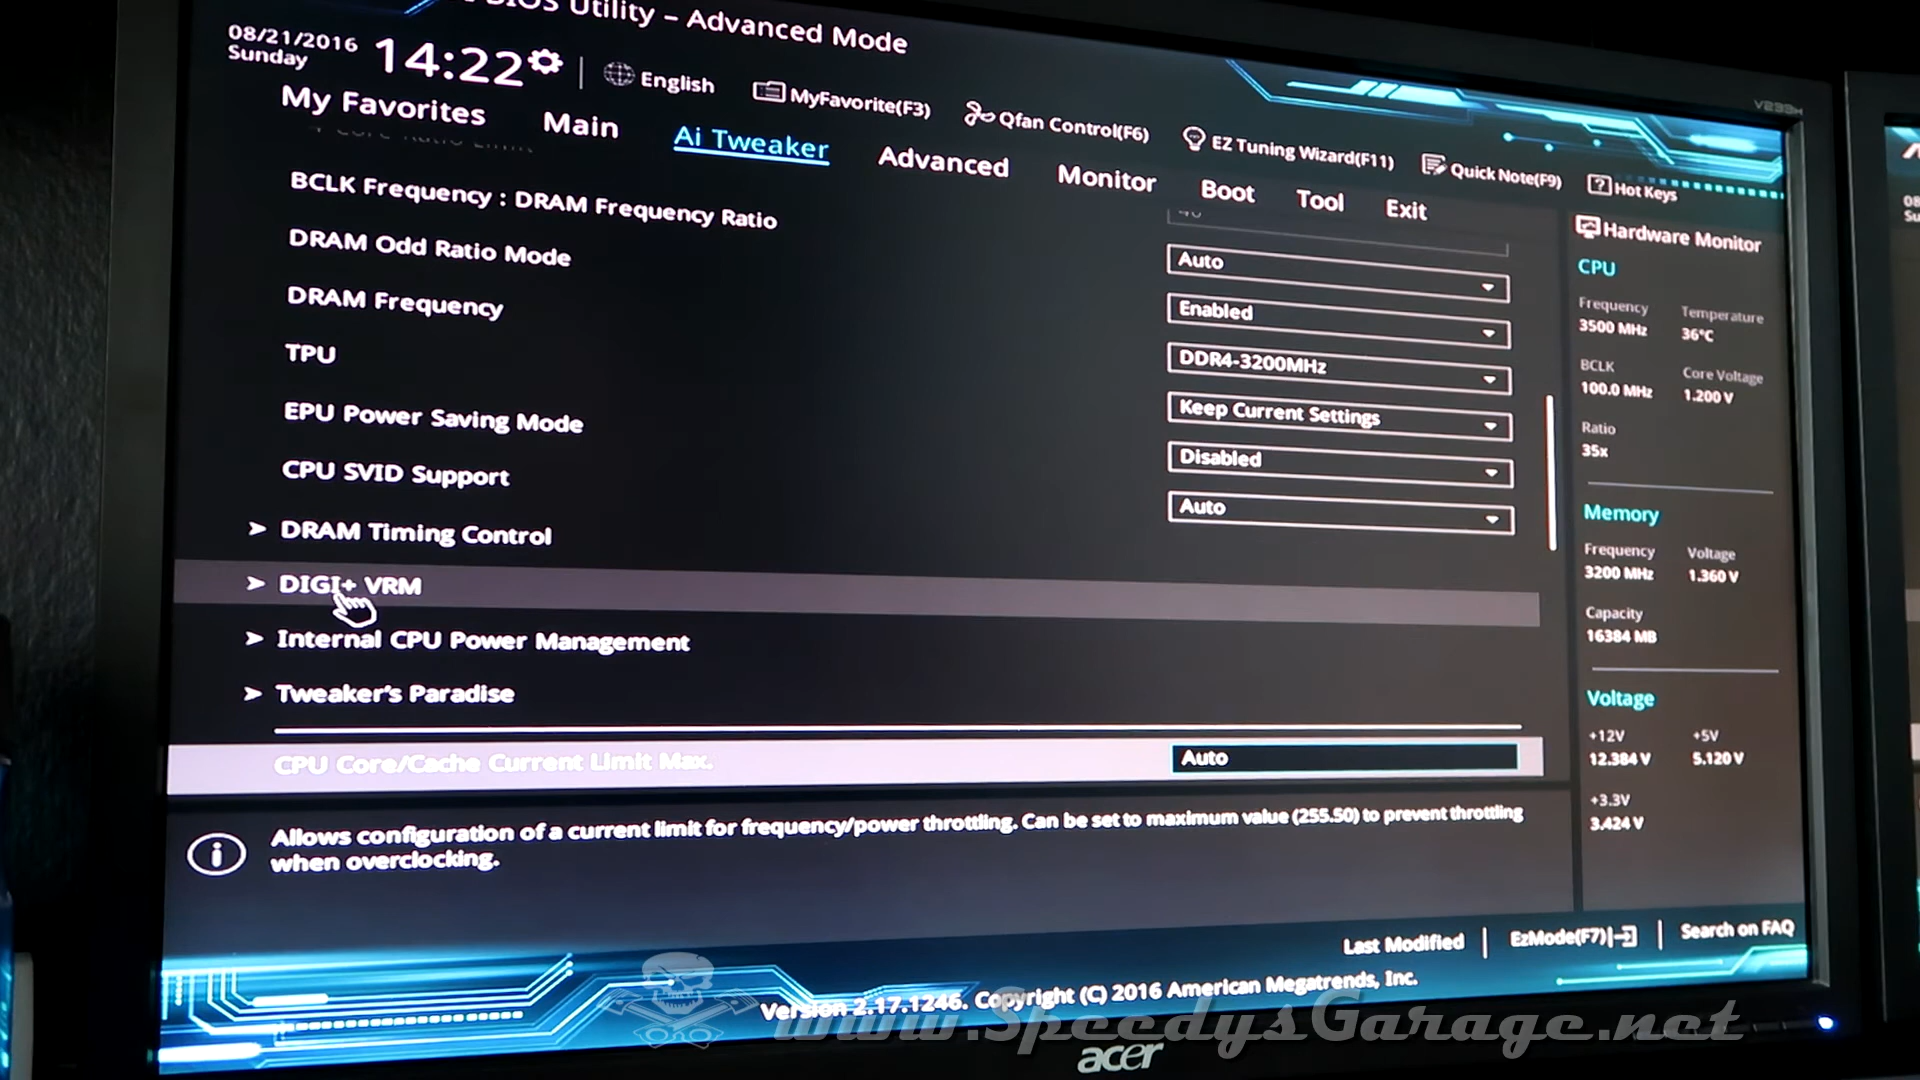 BIOS Utility – Advanced Mode
08/21/2016
Sunday
14:22
English
MyFavorite(F3)
Qfan Control(F6)
EZ Tuning Wizard(F11)
Quick Note(F9)
Hot Keys
My Favorites
Main
Ai Tweaker
Advanced
Monitor
Boot
Tool
Exit
BCLK Frequency : DRAM Frequency Ratio
Auto
DRAM Odd Ratio Mode
Enabled
DRAM Frequency
DDR4-3200MHz
TPU
Keep Current Settings
EPU Power Saving Mode
Disabled
CPU SVID Support
Auto
> DRAM Timing Control
> DIGI+ VRM
> Internal CPU Power Management
> Tweaker's Paradise
CPU Core/Cache Current Limit Max.
Auto
Allows configuration of a current limit for frequency/power throttling. Can be set to maximum value (255.50) to prevent throttling
when overclocking.
Hardware Monitor
CPU
Frequency Temperature
3500 MHz 36°C
BCLK Core Voltage
100.0 MHz 1.200 V
Ratio
35x
Memory
Frequency Voltage
3200 MHz 1.360 V
Capacity
16384 MB
Voltage
+12V +5V
12.384 V 5.120 V
+3.3V
3.424 V
Last Modified
EzMode(F7)
Search on FAQ
Version 2.17.1246. Copyright (C) 2016 American Megatrends, Inc.
www.SpeedysGarage.net
acer